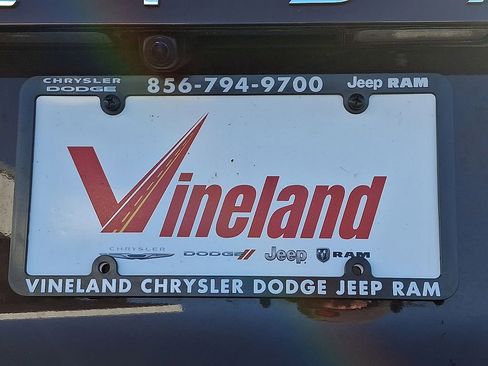 CHRYSLER
DODGE
856-794-9700
Jeep RAM
Vineland
CHRYSLER DODGE Jeep RAM
VINELAND CHRYSLER DODGE JEEP RAM